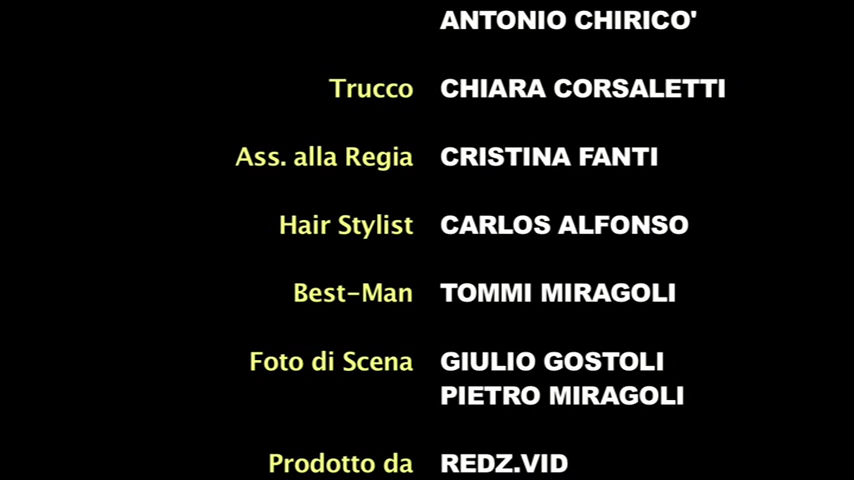 ANTONIO CHIRICO'
Trucco CHIARA CORSALETTI
Ass. alla Regia CRISTINA FANTI
Hair Stylist CARLOS ALFONSO
Best-Man TOMMI MIRAGOLI
Foto di Scena GIULIO GOSTOLI
PIETRO MIRAGOLI
Prodotto da REDZ.VID